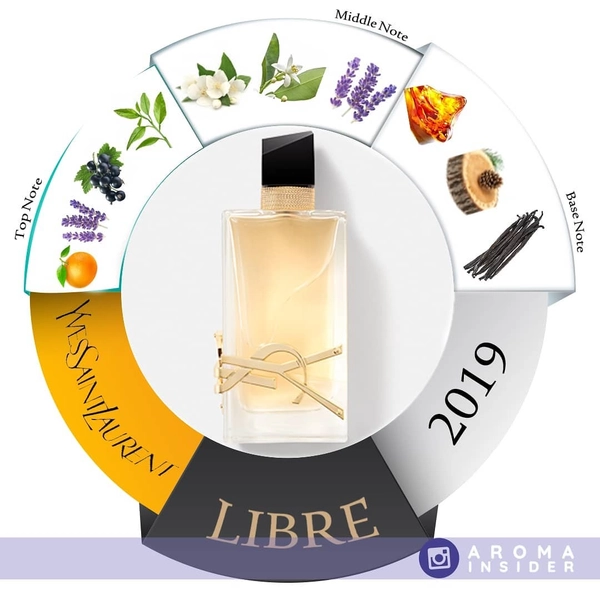 Middle Note
Top Note
Base Note
YVESSAINTLAURENT
2019
LIBRE
AROMA
INSIDER